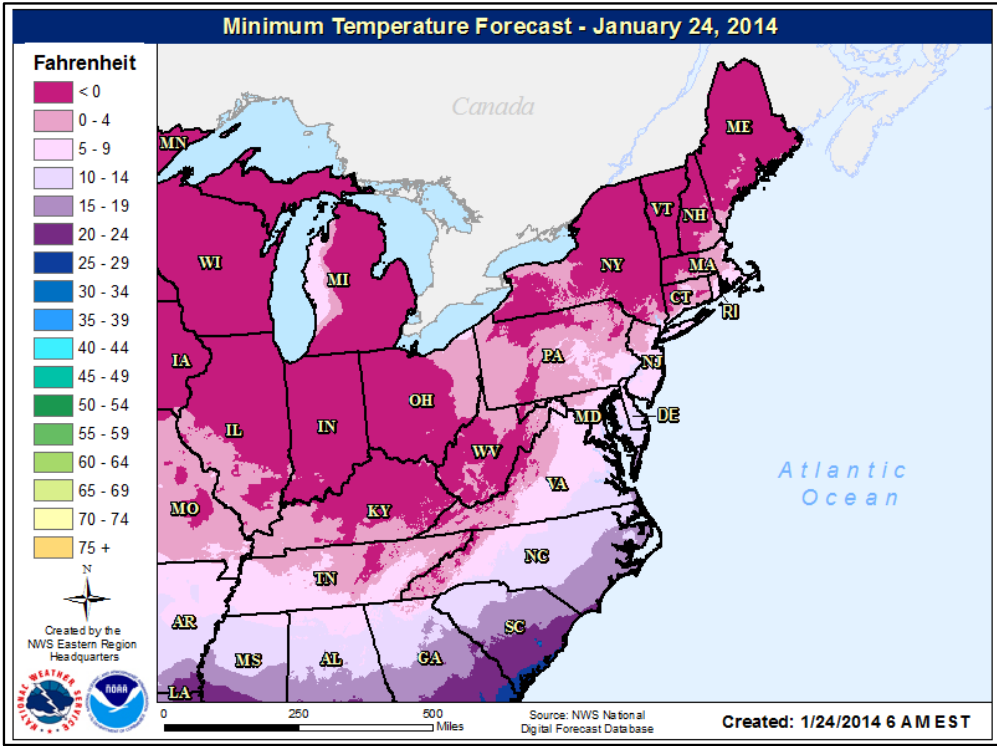 Minimum Temperature Forecast - January 24, 2014
Fahrenheit
< 0
0 - 4
5 - 9
10 - 14
15 - 19
20 - 24
25 - 29
30 - 34
35 - 39
40 - 44
45 - 49
50 - 54
55 - 59
60 - 64
65 - 69
70 - 74
75 +
N
Created by the
NWS Eastern Region
Headquarters
NATIONAL WEATHER SERVICE
NOAA
Canada
MN
ME
VT
NH
WI
NY
MA
MI
CT
RI
IA
PA
NJ
OH
IL
IN
MD
DE
WV
VA
MO
KY
Atlantic
Ocean
NC
TN
AR
SC
MS
AL
GA
LA
0
250
500
Miles
Source: NWS National
Digital Forecast Database
Created: 1/24/2014 6 AM EST